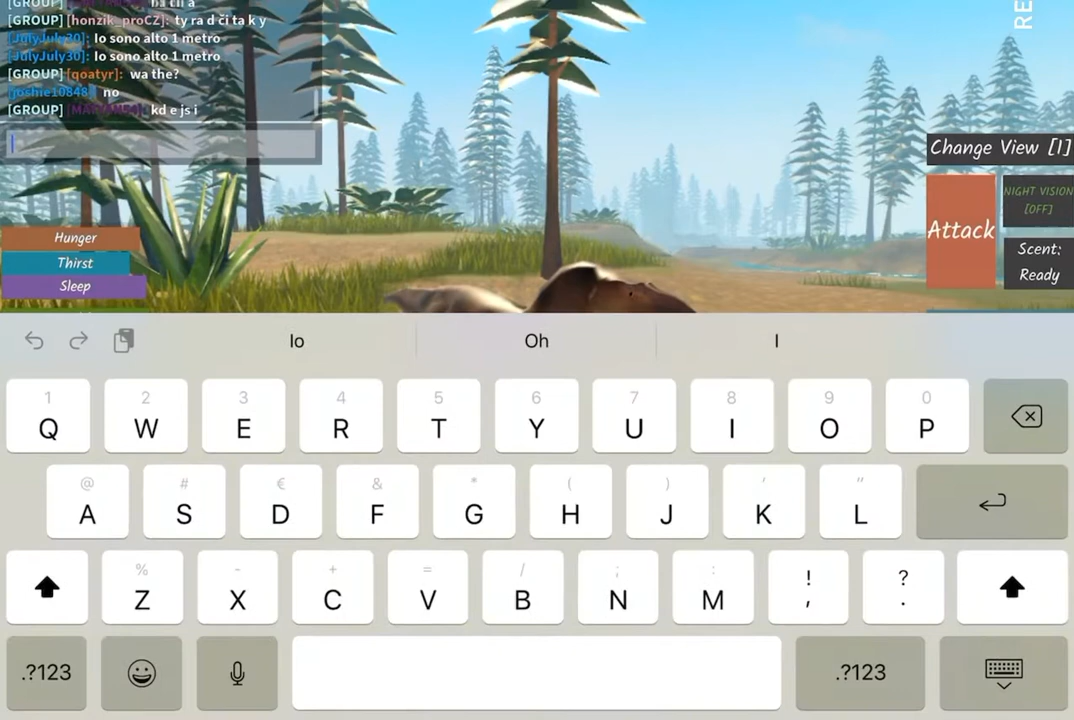 [GROUP]
[GROUP] [honzik_proCZ]: ty ra d či ta k y
[JulyJuly30]: Io sono alto 1 metro
[JulyJuly30]: Io sono alto 1 metro
[GROUP] [qoatyr]: wa the?
no
[GROUP] kd e js i
RE
Change View [I]
Attack
NIGHT VISION
[OFF]
Scent:
Ready
Hunger
Thirst
Sleep
Io Oh I
1 2 3 4 5 6 7 8 9 0
Q W E R T Y U I O P
@ # € & * ( ) ' "
A S D F G H J K L
% - + = / ; : ! ?
Z X C V B N M , .
.?123 .?123